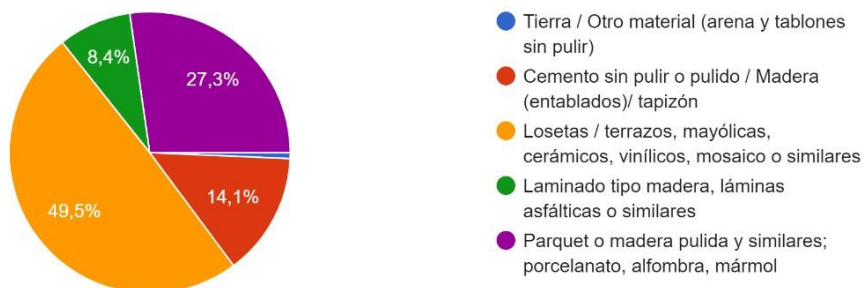 8,4%
27,3%
49,5%
14,1%
Tierra / Otro material (arena y tablones
sin pulir)
Cemento sin pulir o pulido / Madera
(entablados)/ tapizón
Losetas / terrazos, mayólicas,
cerámicos, vinílicos, mosaico o similares
Laminado tipo madera, láminas
asfálticas o similares
Parquet o madera pulida y similares;
porcelanato, alfombra, mármol